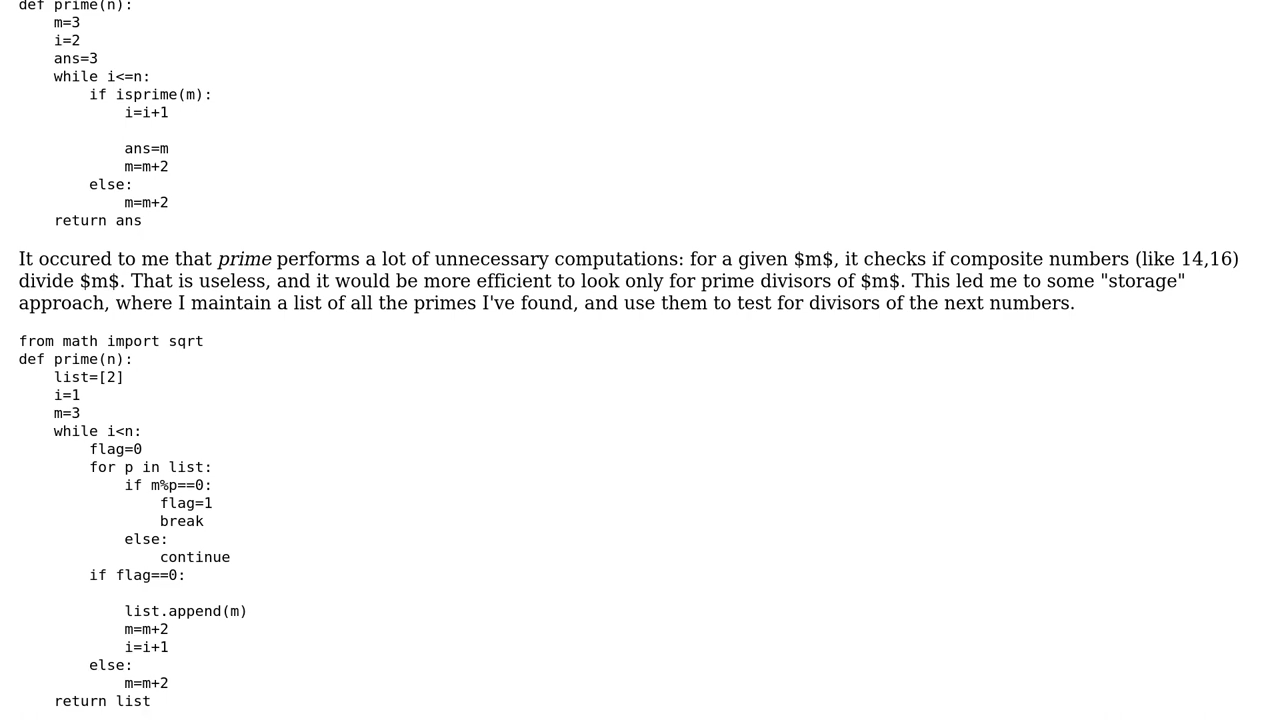 def prime(n):
    m=3
    i=2
    ans=3
    while i<=n:
        if isprime(m):
            i=i+1
            ans=m
            m=m+2
        else:
            m=m+2
    return ans
It occured to me that prime performs a lot of unnecessary computations: for a given $m$, it checks if composite numbers (like 14,16)
divide $m$. That is useless, and it would be more efficient to look only for prime divisors of $m$. This led me to some "storage"
approach, where I maintain a list of all the primes I've found, and use them to test for divisors of the next numbers.
from math import sqrt
def prime(n):
    list=[2]
    i=1
    m=3
    while i<n:
        flag=0
        for p in list:
            if m%p==0:
                flag=1
                break
            else:
                continue
        if flag==0:
            list.append(m)
            m=m+2
            i=i+1
        else:
            m=m+2
    return list